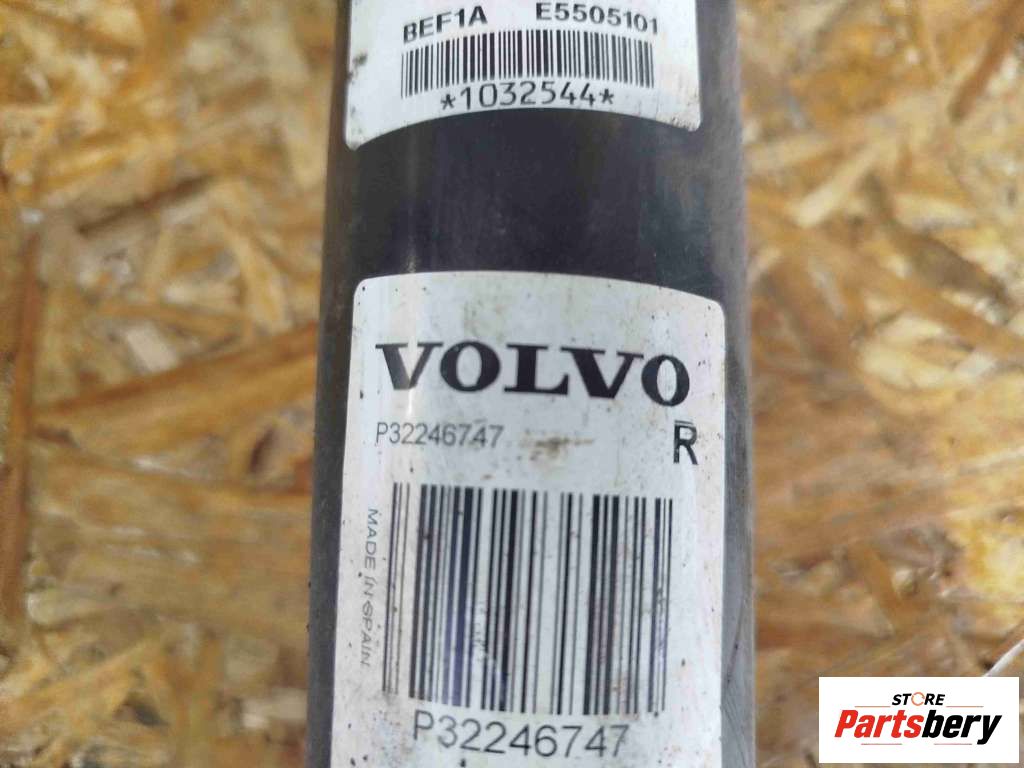 BEF1A E5505101
*1032544*
VOLVO
P32246747
R
MADE IN SPAIN
P32246747
STORE
Partsbery